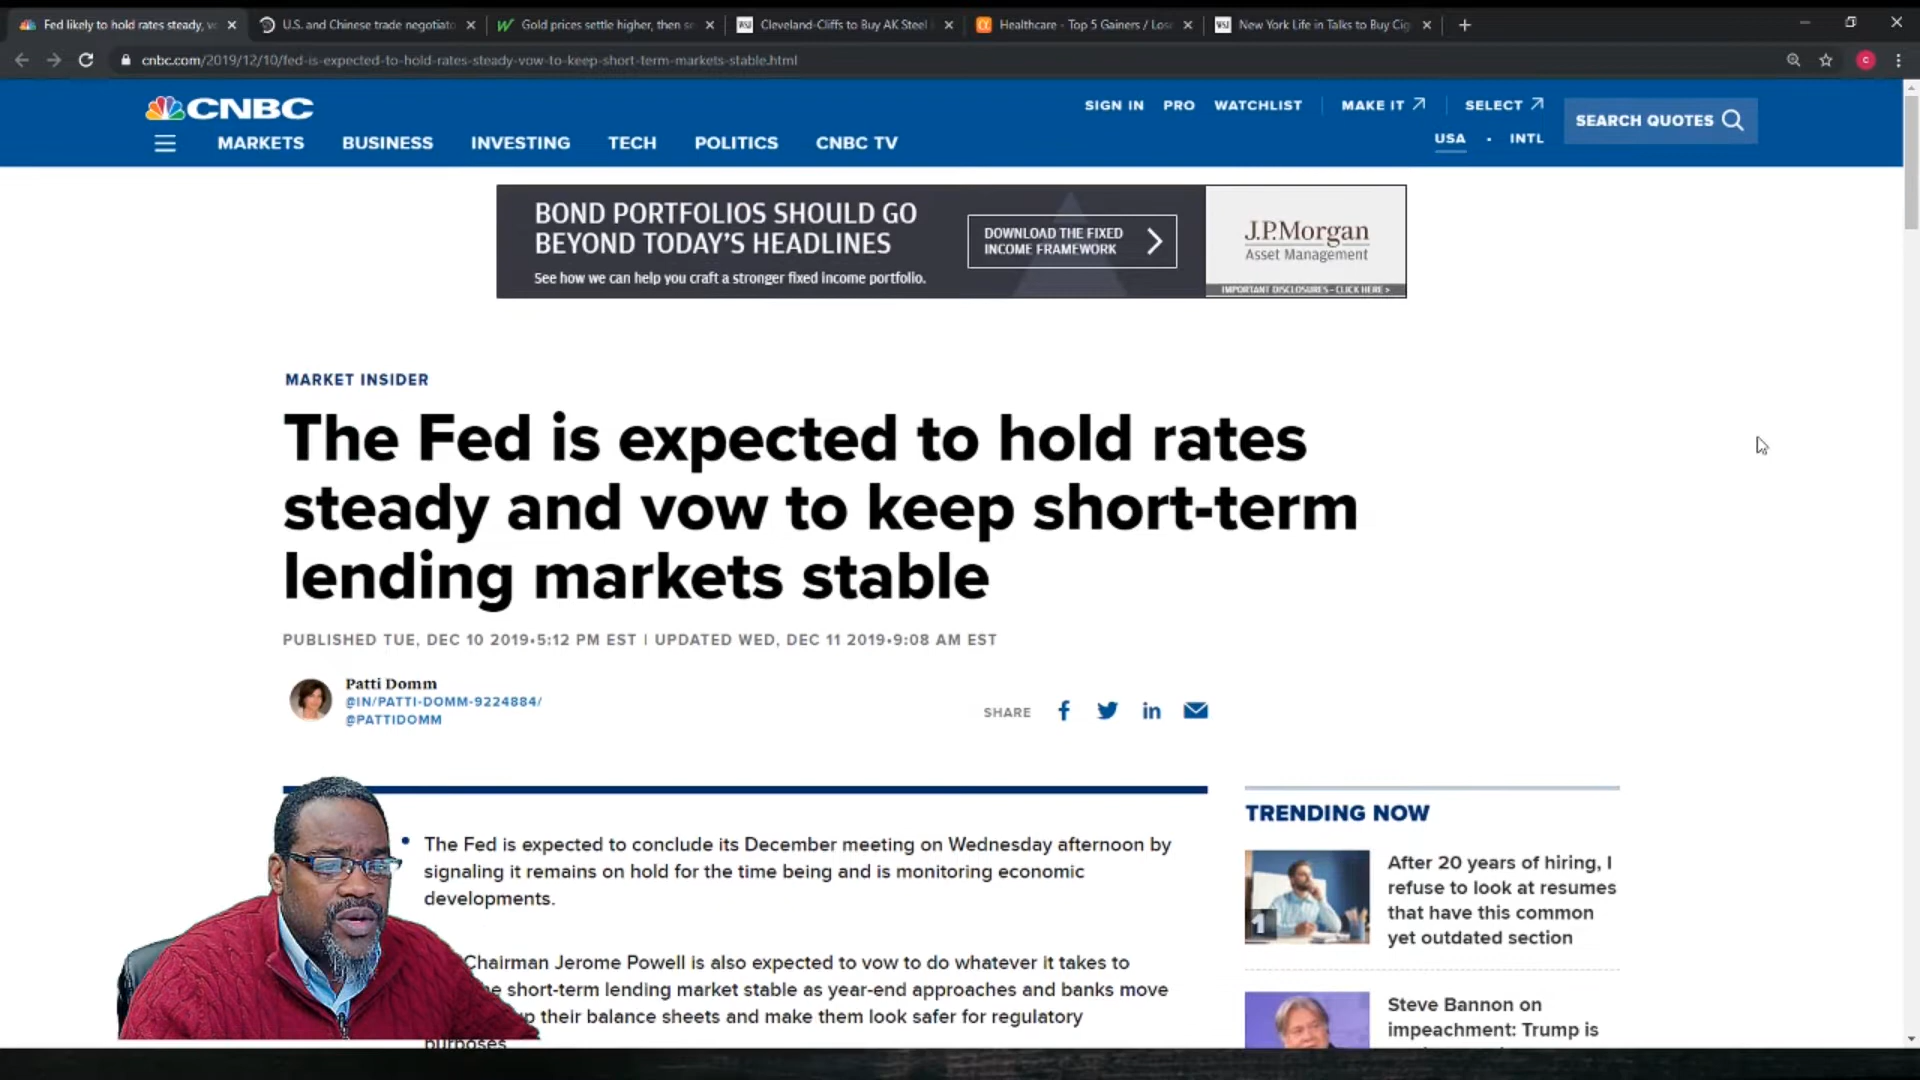 Fed likely to hold rates steady, v
U.S. and Chinese trade negotiato
Gold prices settle higher, then s
Cleveland-Cliffs to Buy AK Steel
Healthcare - Top 5 Gainers / Los
New York Life in Talks to Buy Cig
cnbc.com/2019/12/10/fed-is-expected-to-hold-rates-steady-vow-to-keep-short-term-markets-stable.html
C
CNBC
SIGN IN PRO WATCHLIST MAKE IT SELECT
SEARCH QUOTES
USA · INTL
MARKETS BUSINESS INVESTING TECH POLITICS CNBC TV
BOND PORTFOLIOS SHOULD GO
BEYOND TODAY'S HEADLINES
See how we can help you craft a stronger fixed income portfolio.
DOWNLOAD THE FIXED
INCOME FRAMEWORK
J.P.Morgan
Asset Management
IMPORTANT DISCLOSURES - CLICK HERE >
MARKET INSIDER
The Fed is expected to hold rates
steady and vow to keep short-term
lending markets stable
PUBLISHED TUE, DEC 10 2019•5:12 PM EST | UPDATED WED, DEC 11 2019•9:08 AM EST
Patti Domm
@IN/PATTI-DOMM-9224884/
@PATTIDOMM
SHARE
• The Fed is expected to conclude its December meeting on Wednesday afternoon by
signaling it remains on hold for the time being and is monitoring economic
developments.
Chairman Jerome Powell is also expected to vow to do whatever it takes to
short-term lending market stable as year-end approaches and banks move
their balance sheets and make them look safer for regulatory
purposes
TRENDING NOW
1
After 20 years of hiring, I
refuse to look at resumes
that have this common
yet outdated section
Steve Bannon on
impeachment: Trump is